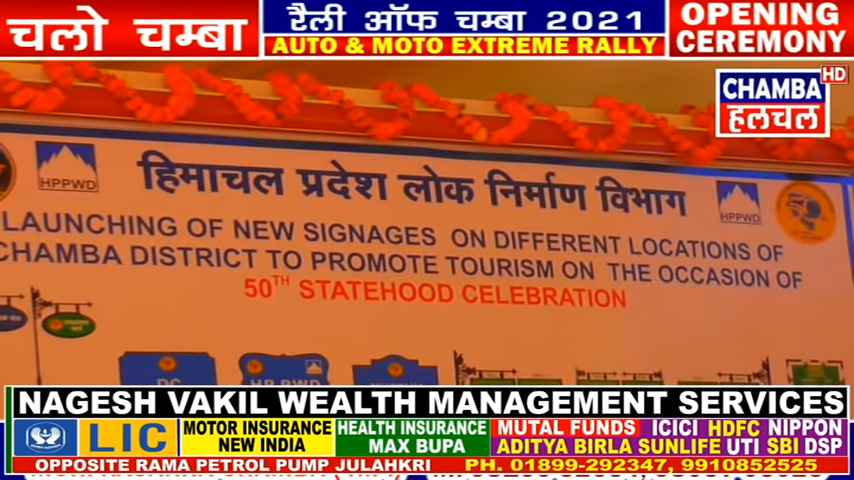 चलो चम्बा
रैली ऑफ चम्बा 2021
AUTO & MOTO EXTREME RALLY
OPENING
CEREMONY
CHAMBA HD
हलचल
HPPWD
हिमाचल प्रदेश लोक निर्माण विभाग
HPPWD
LAUNCHING OF NEW SIGNAGES ON DIFFERENT LOCATIONS OF
CHAMBA DISTRICT TO PROMOTE TOURISM ON THE OCCASION OF
50TH STATEHOOD CELEBRATION
DC
HP PWD
NAGESH VAKIL WEALTH MANAGEMENT SERVICES
LIC
MOTOR INSURANCE
NEW INDIA
HEALTH INSURANCE
MAX BUPA
MUTAL FUNDS ICICI HDFC NIPPON
ADITYA BIRLA SUNLIFE UTI SBI DSP
OPPOSITE RAMA PETROL PUMP JULAHKRI PH. 01899-292347, 9910852525